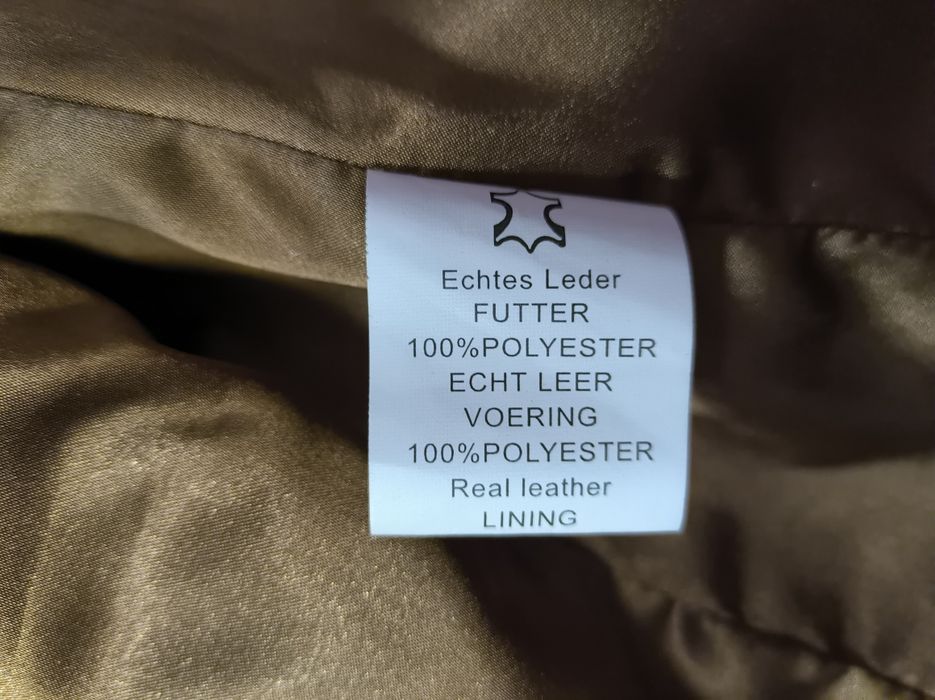 Echtes Leder
FUTTER
100%POLYESTER
ECHT LEER
VOERING
100%POLYESTER
Real leather
LINING